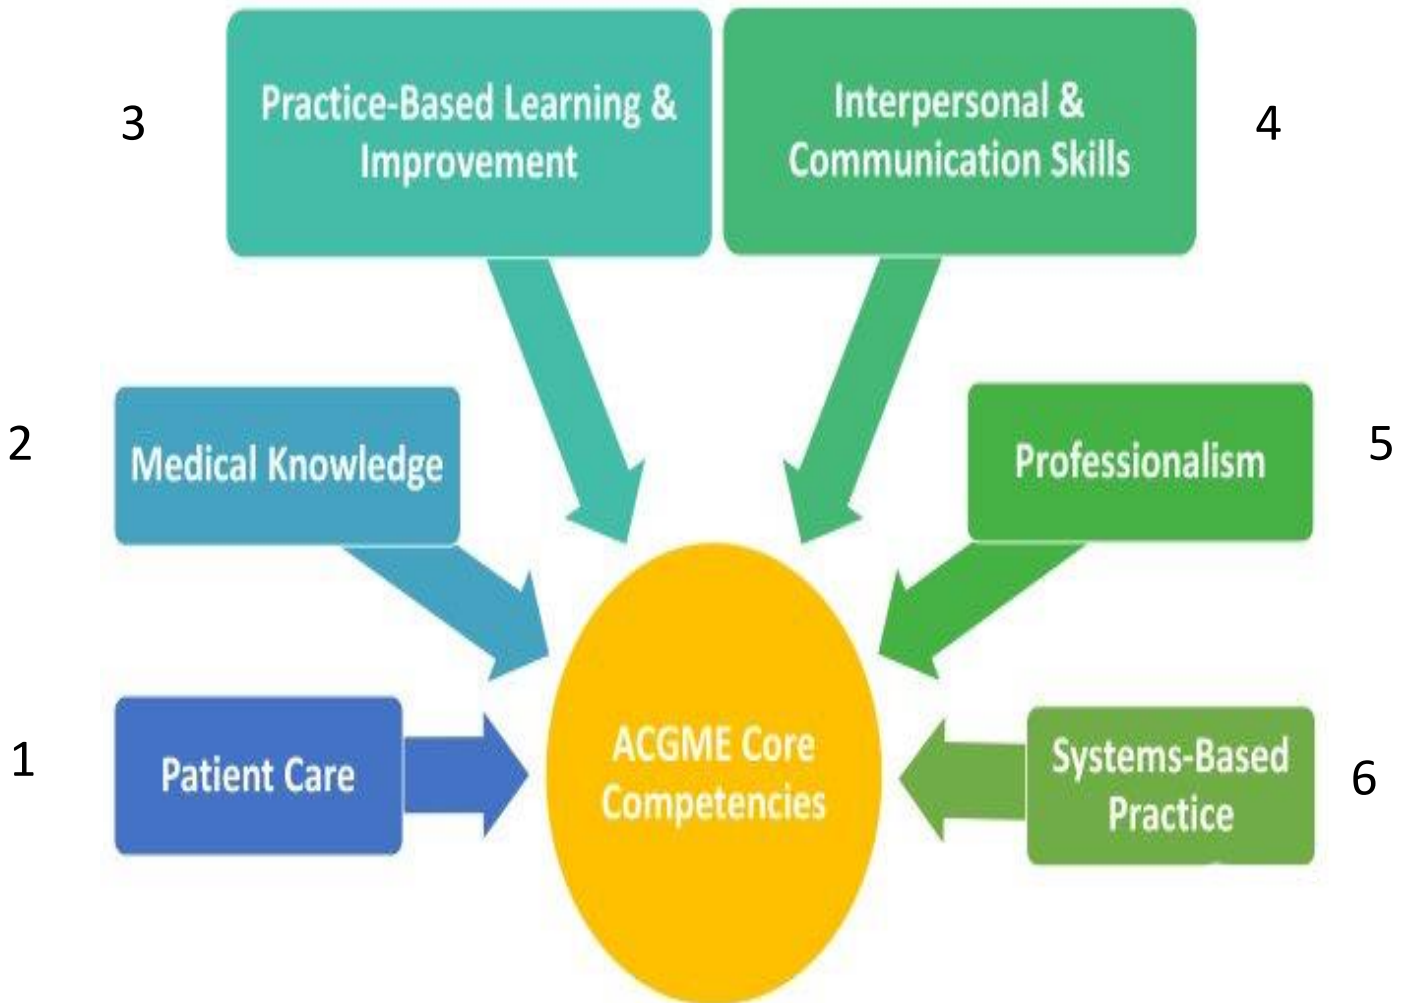 3
Practice-Based Learning &
Improvement
Interpersonal &
Communication Skills
4
2
Medical Knowledge
Professionalism
5
1
Patient Care
ACGME Core
Competencies
Systems-Based
Practice
6